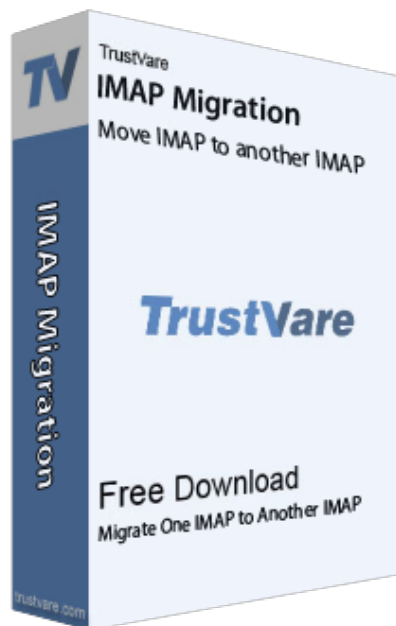 TV
IMAP Migration
trustvare.com
TrustVare
IMAP Migration
Move IMAP to another IMAP
TrustVare
Free Download
Migrate One IMAP to Another IMAP